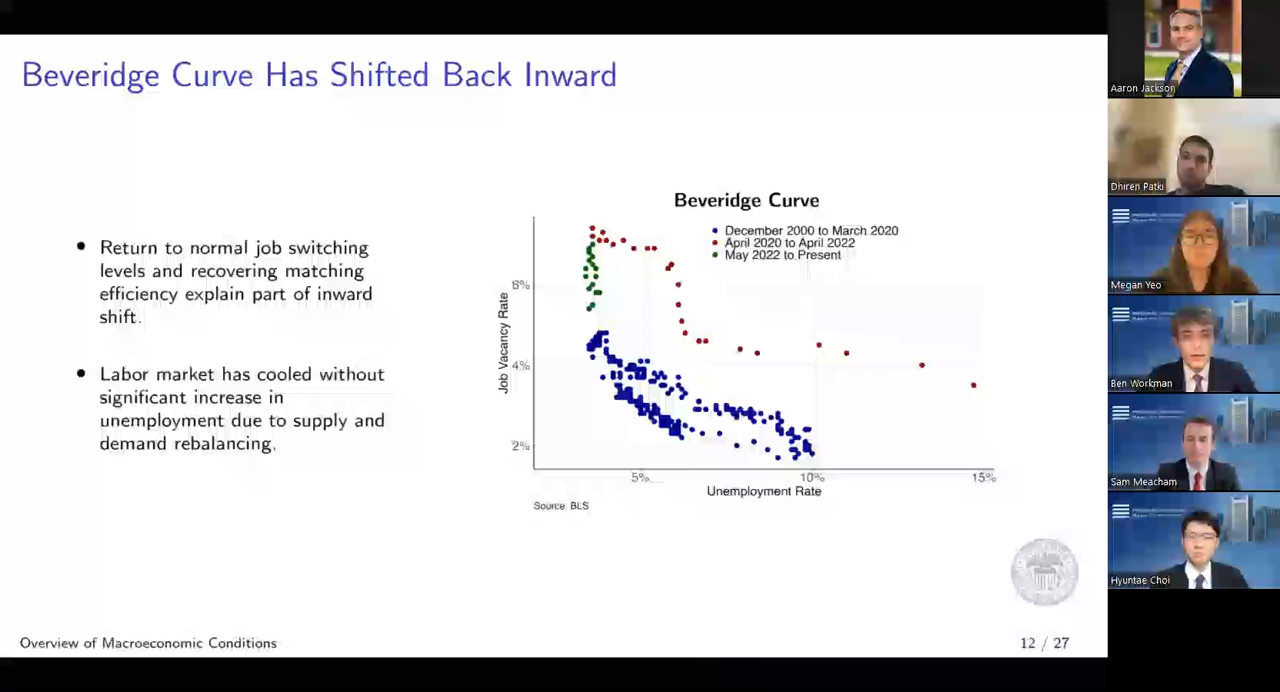 Beveridge Curve Has Shifted Back Inward
• Return to normal job switching
levels and recovering matching
efficiency explain part of inward
shift.
• Labor market has cooled without
significant increase in
unemployment due to supply and
demand rebalancing.
Beveridge Curve
December 2000 to March 2020
April 2020 to April 2022
May 2022 to Present
Job Vacancy Rate
6%
4%
2%
5%
10%
15%
Unemployment Rate
Source: BLS
Overview of Macroeconomic Conditions
12 / 27
Aaron Jackson
Dhiren Patki
Megan Yeo
Ben Workman
Sam Meacham
Hyuntae Choi